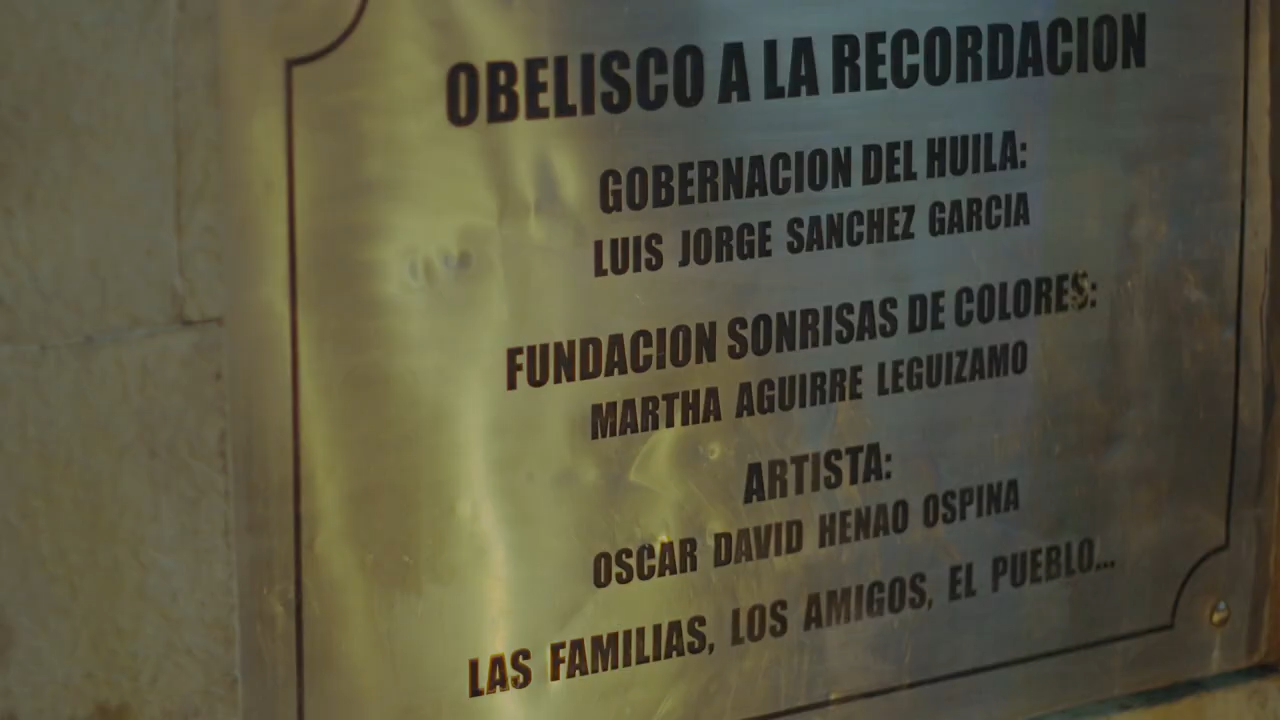 OBELISCO A LA RECORDACION
GOBERNACION DEL HUILA:
LUIS JORGE SANCHEZ GARCIA
FUNDACION SONRISAS DE COLORES:
MARTHA AGUIRRE LEGUIZAMO
ARTISTA:
OSCAR DAVID HENAO OSPINA
LAS FAMILIAS, LOS AMIGOS, EL PUEBLO...